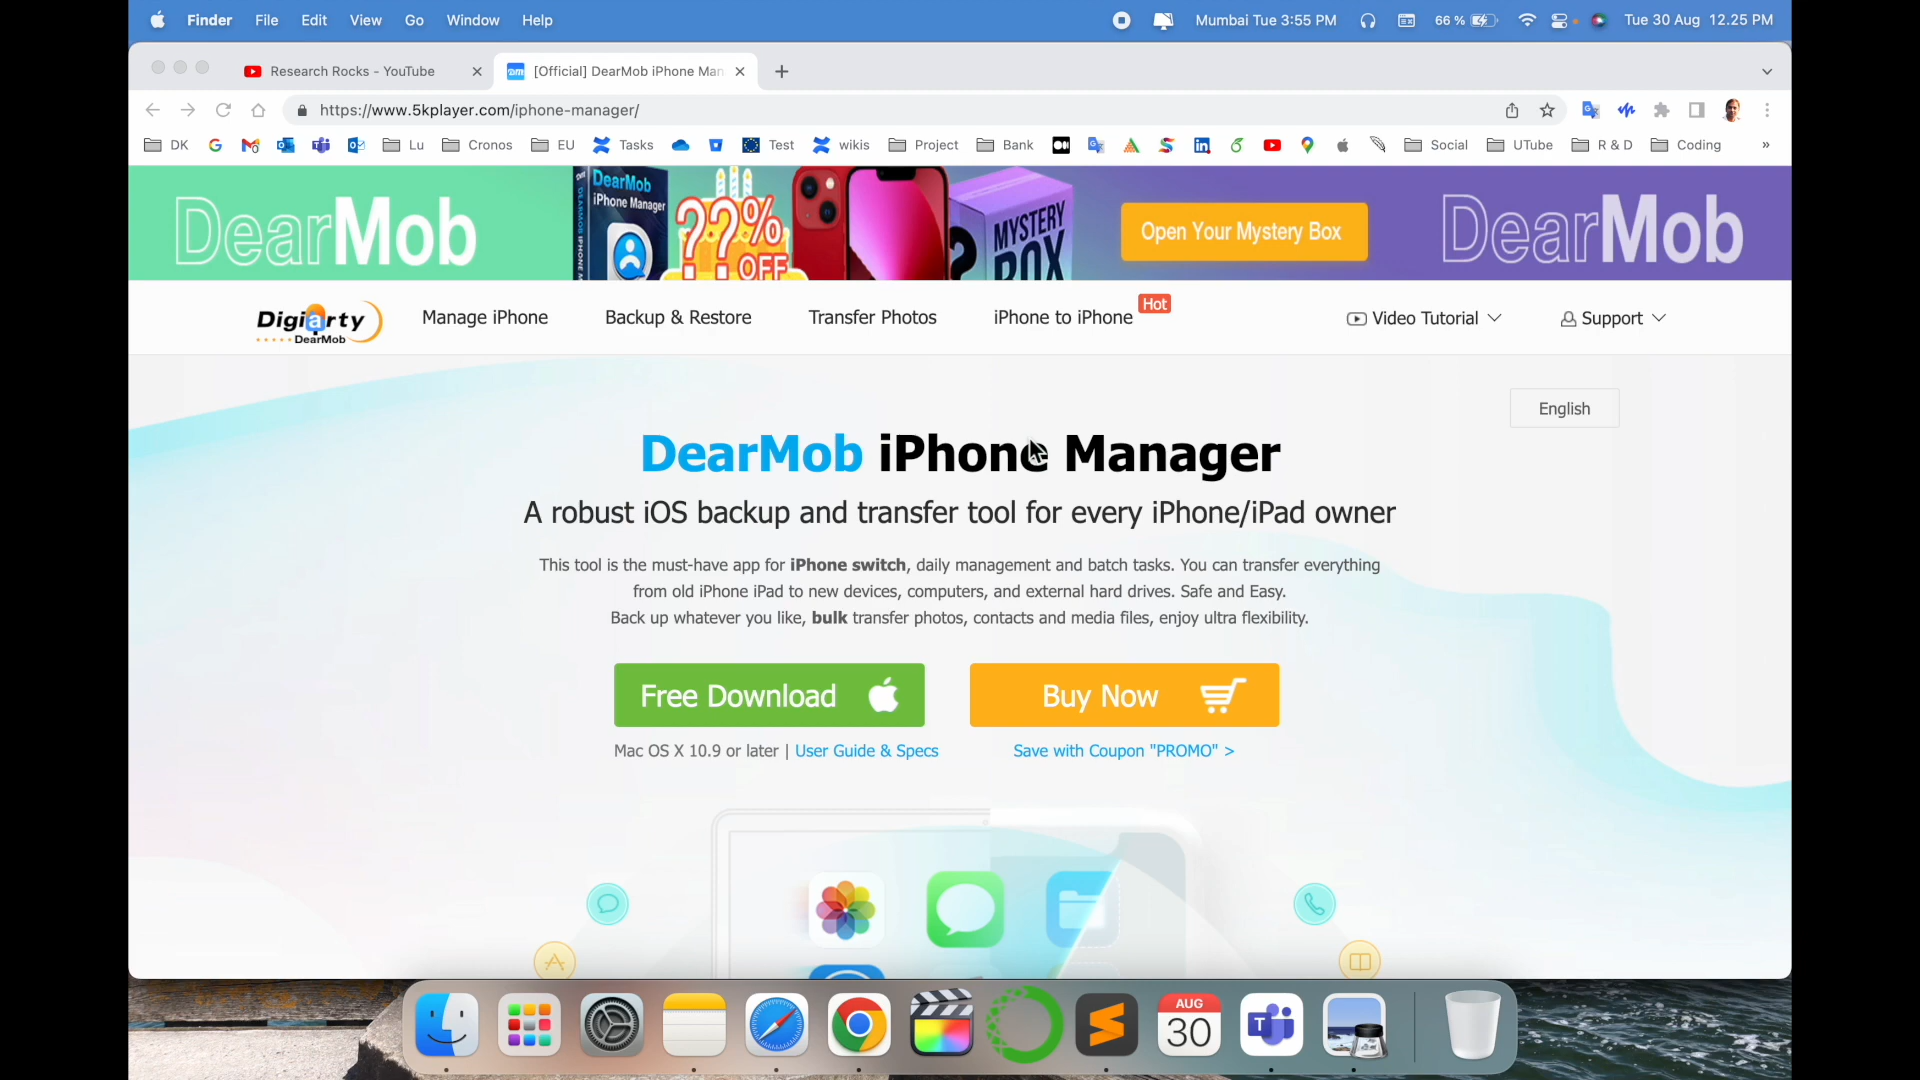 Finder File Edit View Go Window Help Mumbai Tue 3:55 PM 66 % Tue 30 Aug 12.25 PM
Research Rocks - YouTube [Official] DearMob iPhone Man
https://www.5kplayer.com/iphone-manager/
DK Lu Cronos EU Tasks Test wikis Project Bank Social UTube R & D Coding »
DearMob
DearMob
iPhone Manager
??%
OFF
MYSTERY
BOX
Open Your Mystery Box
DearMob
Digiarty
DearMob
Manage iPhone Backup & Restore Transfer Photos iPhone to iPhone Hot Video Tutorial Support
English
DearMob iPhone Manager
A robust iOS backup and transfer tool for every iPhone/iPad owner
This tool is the must-have app for iPhone switch, daily management and batch tasks. You can transfer everything
from old iPhone iPad to new devices, computers, and external hard drives. Safe and Easy.
Back up whatever you like, bulk transfer photos, contacts and media files, enjoy ultra flexibility.
Free Download Buy Now
Mac OS X 10.9 or later | User Guide & Specs Save with Coupon "PROMO" >
AUG
30